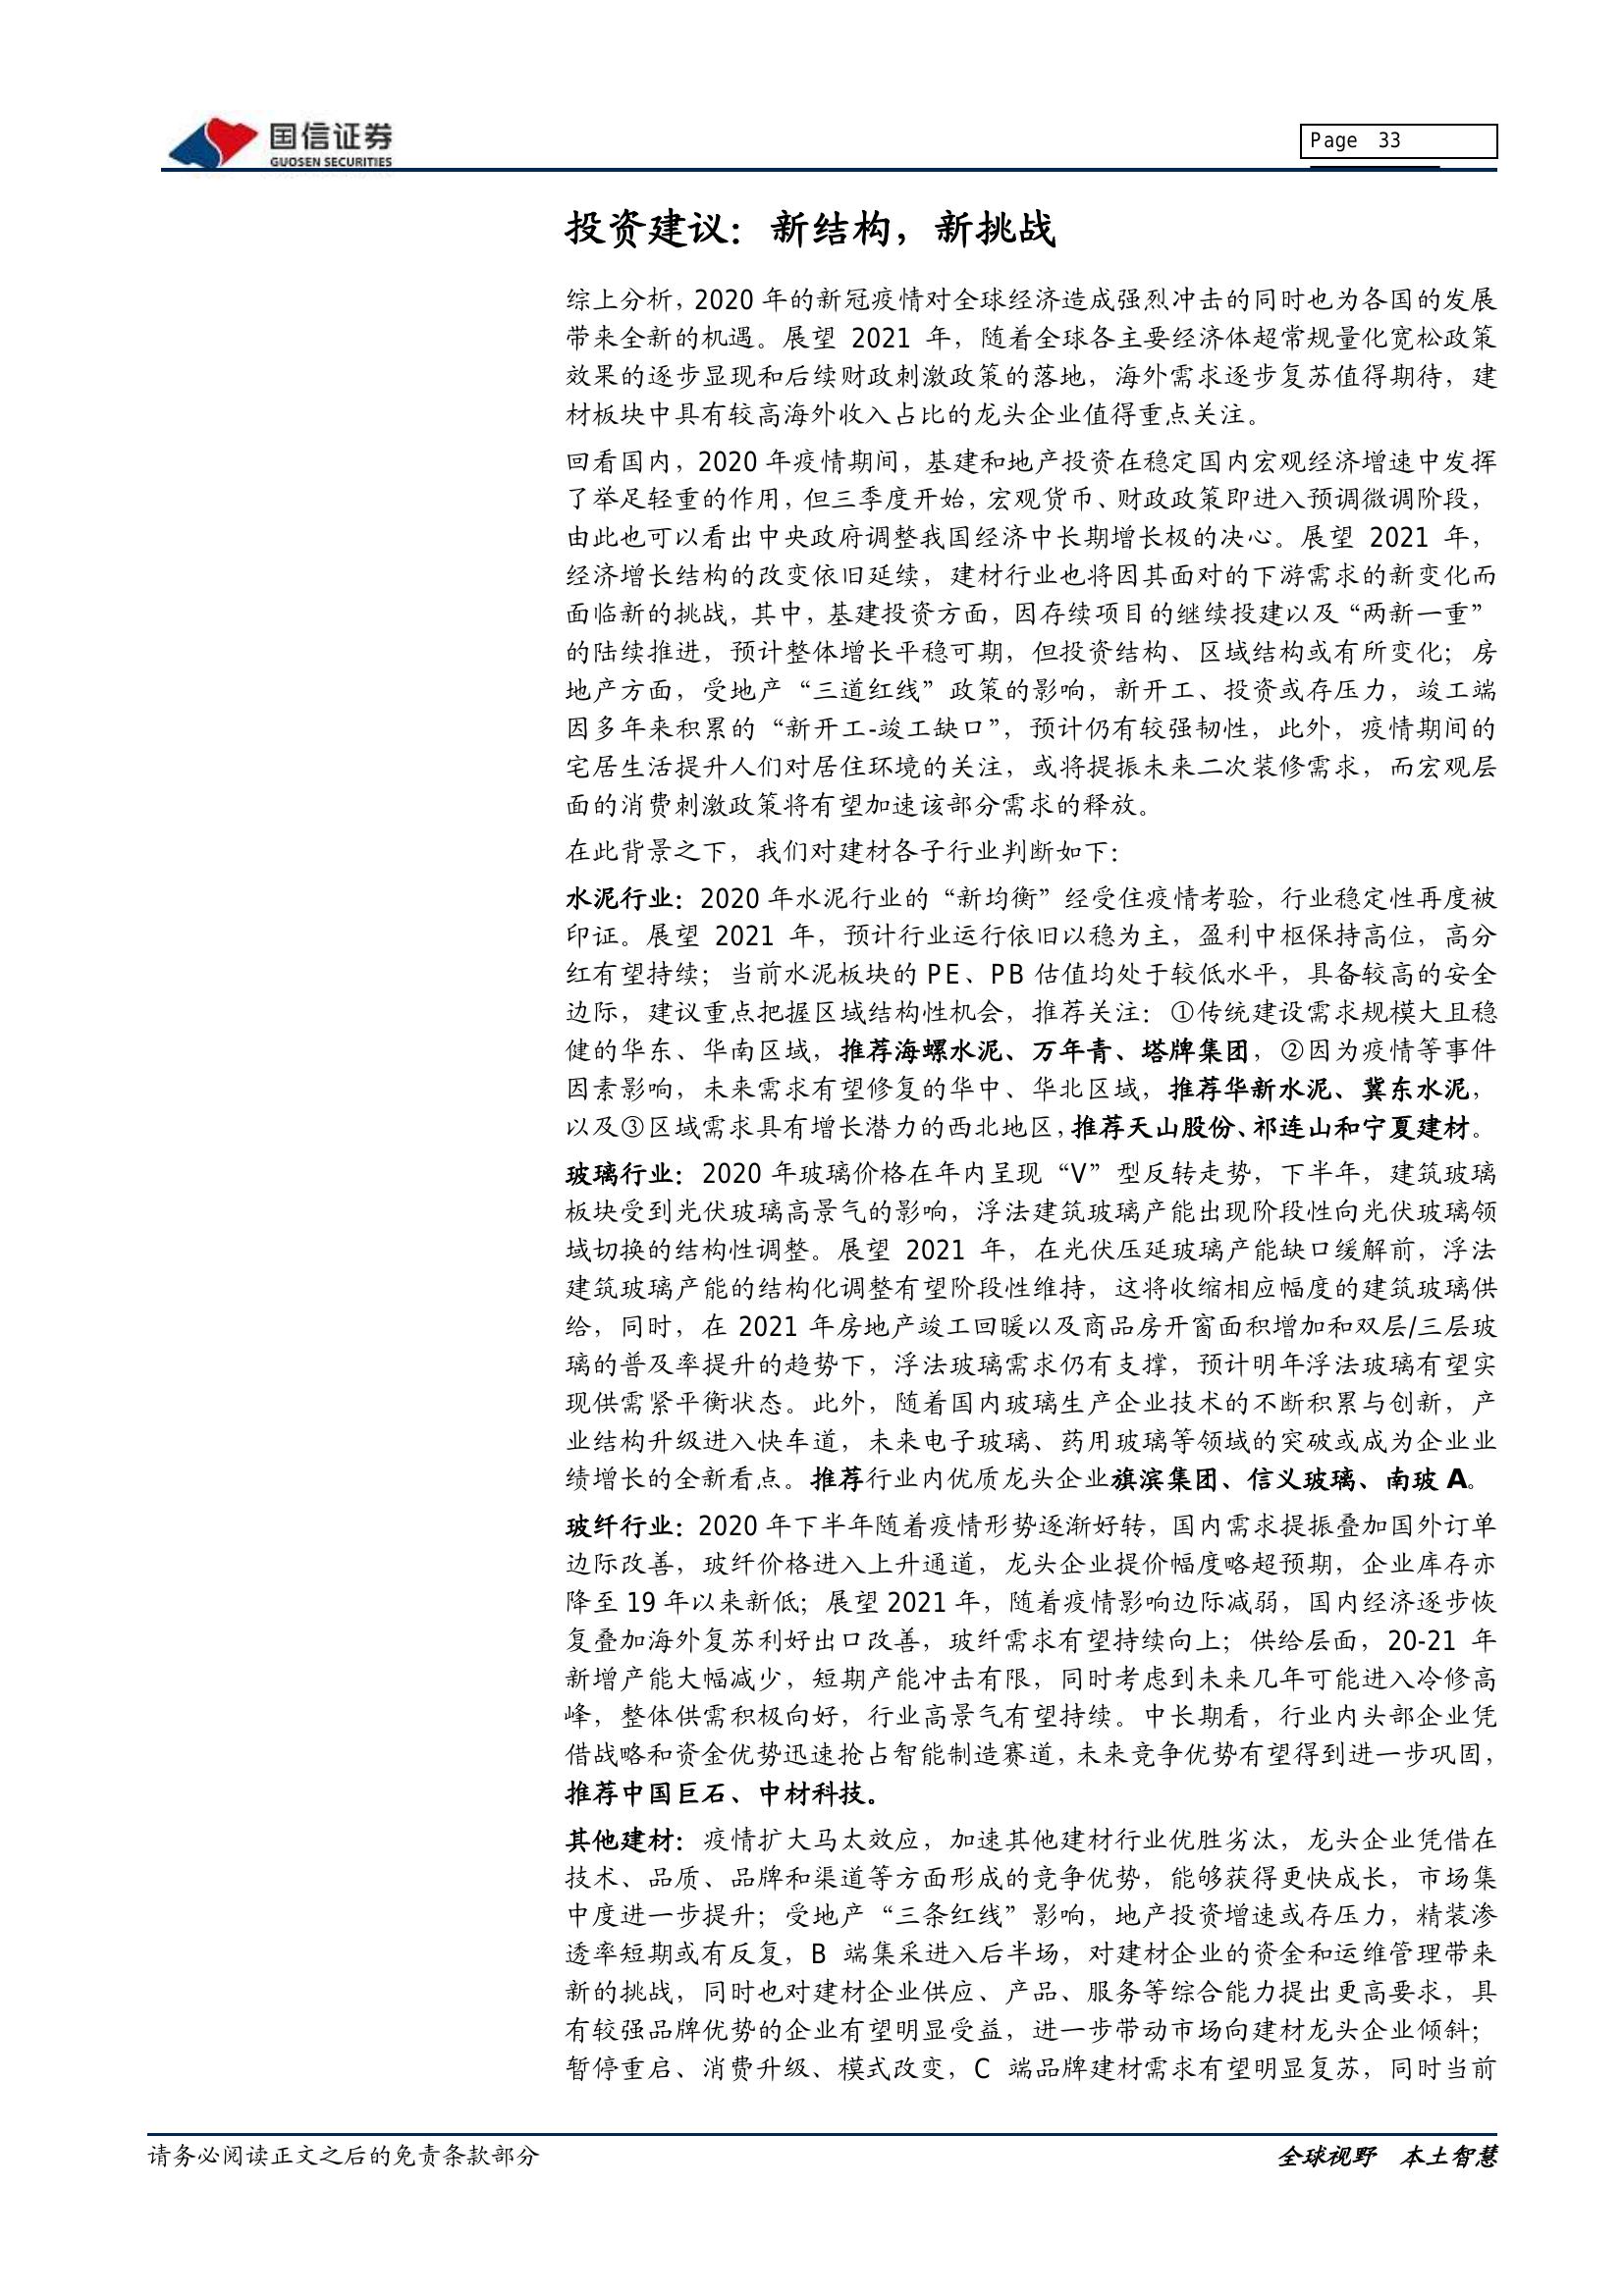 国信证券
GUOSEN SECURITIES
Page 33
投资建议：新结构，新挑战
综上分析，2020 年的新冠疫情对全球经济造成强烈冲击的同时也为各国的发展
带来全新的机遇。展望 2021 年，随着全球各主要经济体超常规量化宽松政策
效果的逐步显现和后续财政刺激政策的落地，海外需求逐步复苏值得期待，建
材板块中具有较高海外收入占比的龙头企业值得重点关注。
回看国内，2020 年疫情期间，基建和地产投资在稳定国内宏观经济增速中发挥
了举足轻重的作用，但三季度开始，宏观货币、财政政策即进入预调微调阶段，
由此也可以看出中央政府调整我国经济中长期增长极的决心。展望 2021 年，
经济增长结构的改变依旧延续，建材行业也将因其面对的下游需求的新变化而
面临新的挑战，其中，基建投资方面，因存续项目的继续投建以及“两新一重”
的陆续推进，预计整体增长平稳可期，但投资结构、区域结构或有所变化；房
地产方面，受地产“三道红线”政策的影响，新开工、投资或存压力，竣工端
因多年来积累的“新开工-竣工缺口”，预计仍有较强韧性，此外，疫情期间的
宅居生活提升人们对居住环境的关注，或将提振未来二次装修需求，而宏观层
面的消费刺激政策将有望加速该部分需求的释放。
在此背景之下，我们对建材各子行业判断如下：
水泥行业：2020 年水泥行业的“新均衡”经受住疫情考验，行业稳定性再度被
印证。展望 2021 年，预计行业运行依旧以稳为主，盈利中枢保持高位，高分
红有望持续；当前水泥板块的 PE、PB 估值均处于较低水平，具备较高的安全
边际，建议重点把握区域结构性机会，推荐关注：①传统建设需求规模大且稳
健的华东、华南区域，推荐海螺水泥、万年青、塔牌集团，②因为疫情等事件
因素影响，未来需求有望修复的华中、华北区域，推荐华新水泥、冀东水泥，
以及③区域需求具有增长潜力的西北地区，推荐天山股份、祁连山和宁夏建材。
玻璃行业：2020 年玻璃价格在年内呈现“V”型反转走势，下半年，建筑玻璃
板块受到光伏玻璃高景气的影响，浮法建筑玻璃产能出现阶段性向光伏玻璃领
域切换的结构性调整。展望 2021 年，在光伏压延玻璃产能缺口缓解前，浮法
建筑玻璃产能的结构化调整有望阶段性维持，这将收缩相应幅度的建筑玻璃供
给，同时，在 2021 年房地产竣工回暖以及商品房开窗面积增加和双层/三层玻
璃的普及率提升的趋势下，浮法玻璃需求仍有支撑，预计明年浮法玻璃有望实
现供需紧平衡状态。此外，随着国内玻璃生产企业技术的不断积累与创新，产
业结构升级进入快车道，未来电子玻璃、药用玻璃等领域的突破或成为企业业
绩增长的全新看点。推荐行业内优质龙头企业旗滨集团、信义玻璃、南玻 A。
玻纤行业：2020 年下半年随着疫情形势逐渐好转，国内需求提振叠加国外订单
边际改善，玻纤价格进入上升通道，龙头企业提价幅度略超预期，企业库存亦
降至 19 年以来新低；展望 2021 年，随着疫情影响边际减弱，国内经济逐步恢
复叠加海外复苏利好出口改善，玻纤需求有望持续向上；供给层面，20-21 年
新增产能大幅减少，短期产能冲击有限，同时考虑到未来几年可能进入冷修高
峰，整体供需积极向好，行业高景气有望持续。中长期看，行业内头部企业凭
借战略和资金优势迅速抢占智能制造赛道，未来竞争优势有望得到进一步巩固，
推荐中国巨石、中材科技。
其他建材：疫情扩大马太效应，加速其他建材行业优胜劣汰，龙头企业凭借在
技术、品质、品牌和渠道等方面形成的竞争优势，能够获得更快成长，市场集
中度进一步提升；受地产“三条红线”影响，地产投资增速或存压力，精装渗
透率短期或有反复，B 端集采进入后半场，对建材企业的资金和运维管理带来
新的挑战，同时也对建材企业供应、产品、服务等综合能力提出更高要求，具
有较强品牌优势的企业有望明显受益，进一步带动市场向建材龙头企业倾斜；
暂停重启、消费升级、模式改变，C 端品牌建材需求有望明显复苏，同时当前
请务必阅读正文之后的免责条款部分
全球视野 本土智慧